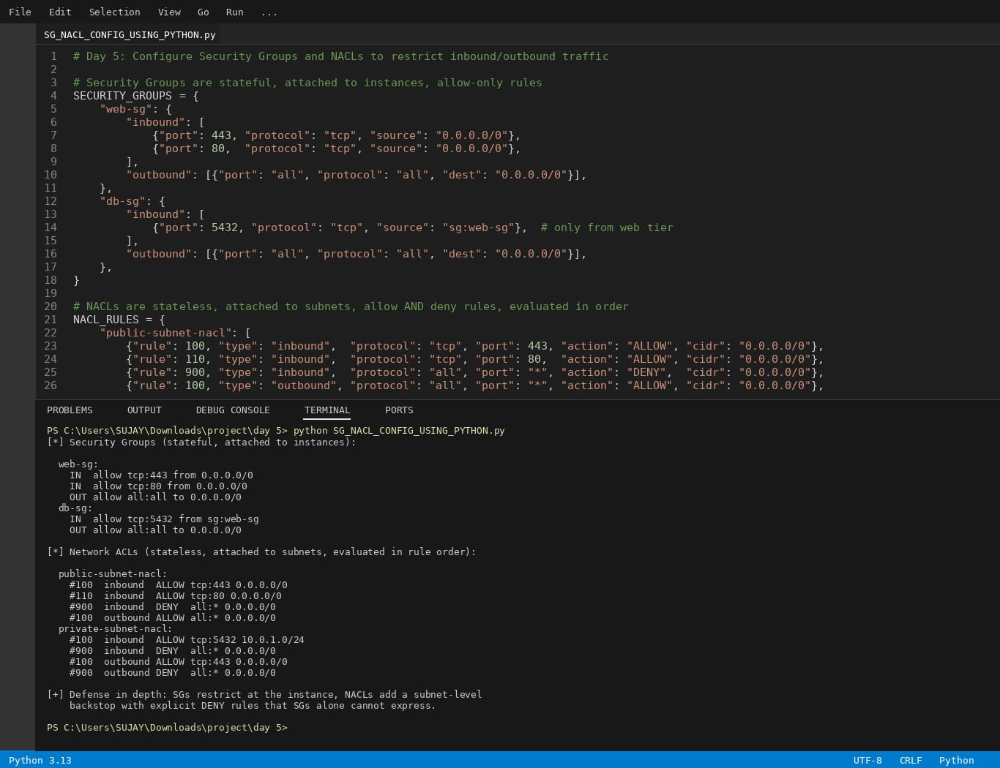 File Edit Selection View Go Run ...
SG_NACL_CONFIG_USING_PYTHON.py
1 # Day 5: Configure Security Groups and NACLs to restrict inbound/outbound traffic
2
3 # Security Groups are stateful, attached to instances, allow-only rules
4 SECURITY_GROUPS = {
5     "web-sg": {
6         "inbound": [
7             {"port": 443, "protocol": "tcp", "source": "0.0.0.0/0"},
8             {"port": 80,  "protocol": "tcp", "source": "0.0.0.0/0"},
9         ],
10         "outbound": [{"port": "all", "protocol": "all", "dest": "0.0.0.0/0"}],
11     },
12     "db-sg": {
13         "inbound": [
14             {"port": 5432, "protocol": "tcp", "source": "sg:web-sg"},  # only from web tier
15         ],
16         "outbound": [{"port": "all", "protocol": "all", "dest": "0.0.0.0/0"}],
17     },
18 }
19
20 # NACLs are stateless, attached to subnets, allow AND deny rules, evaluated in order
21 NACL_RULES = {
22     "public-subnet-nacl": [
23         {"rule": 100, "type": "inbound",  "protocol": "tcp", "port": 443, "action": "ALLOW", "cidr": "0.0.0.0/0"},
24         {"rule": 110, "type": "inbound",  "protocol": "tcp", "port": 80,  "action": "ALLOW", "cidr": "0.0.0.0/0"},
25         {"rule": 900, "type": "inbound",  "protocol": "all", "port": "*", "action": "DENY",  "cidr": "0.0.0.0/0"},
26         {"rule": 100, "type": "outbound", "protocol": "all", "port": "*", "action": "ALLOW", "cidr": "0.0.0.0/0"},
PROBLEMS OUTPUT DEBUG CONSOLE TERMINAL PORTS
PS C:\Users\SUJAY\Downloads\project\day 5> python SG_NACL_CONFIG_USING_PYTHON.py
[*] Security Groups (stateful, attached to instances):
  web-sg:
    IN  allow tcp:443 from 0.0.0.0/0
    IN  allow tcp:80 from 0.0.0.0/0
    OUT allow all:all to 0.0.0.0/0
  db-sg:
    IN  allow tcp:5432 from sg:web-sg
    OUT allow all:all to 0.0.0.0/0
[*] Network ACLs (stateless, attached to subnets, evaluated in rule order):
  public-subnet-nacl:
    #100  inbound  ALLOW tcp:443 0.0.0.0/0
    #110  inbound  ALLOW tcp:80 0.0.0.0/0
    #900  inbound  DENY  all:* 0.0.0.0/0
    #100  outbound ALLOW all:* 0.0.0.0/0
  private-subnet-nacl:
    #100  inbound  ALLOW tcp:5432 10.0.1.0/24
    #900  inbound  DENY  all:* 0.0.0.0/0
    #100  outbound ALLOW tcp:443 0.0.0.0/0
    #900  outbound DENY  all:* 0.0.0.0/0
[+] Defense in depth: SGs restrict at the instance, NACLs add a subnet-level
    backstop with explicit DENY rules that SGs alone cannot express.
PS C:\Users\SUJAY\Downloads\project\day 5>
Python 3.13 UTF-8 CRLF Python